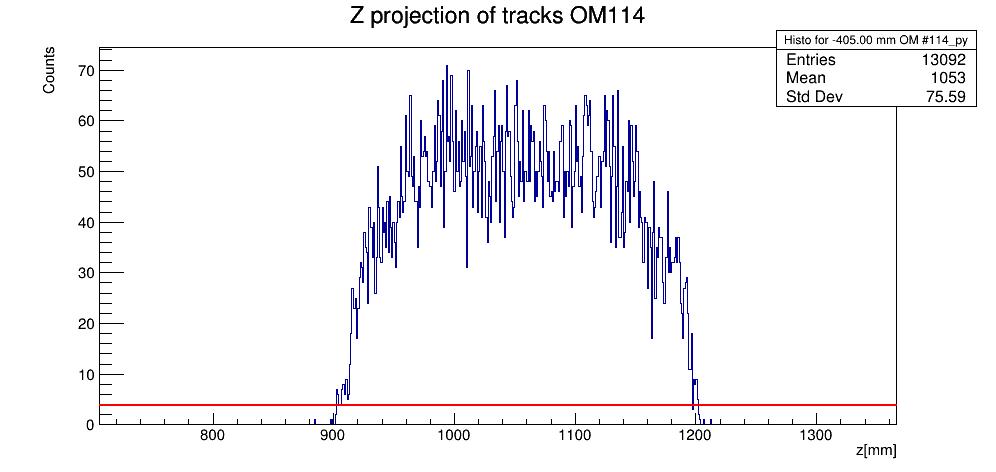 Z projection of tracks OM114
Histo for -405.00 mm OM #114_py
Entries 13092
Mean 1053
Std Dev 75.59
Counts
70
60
50
40
30
20
10
0
800 900 1000 1100 1200 1300
z[mm]